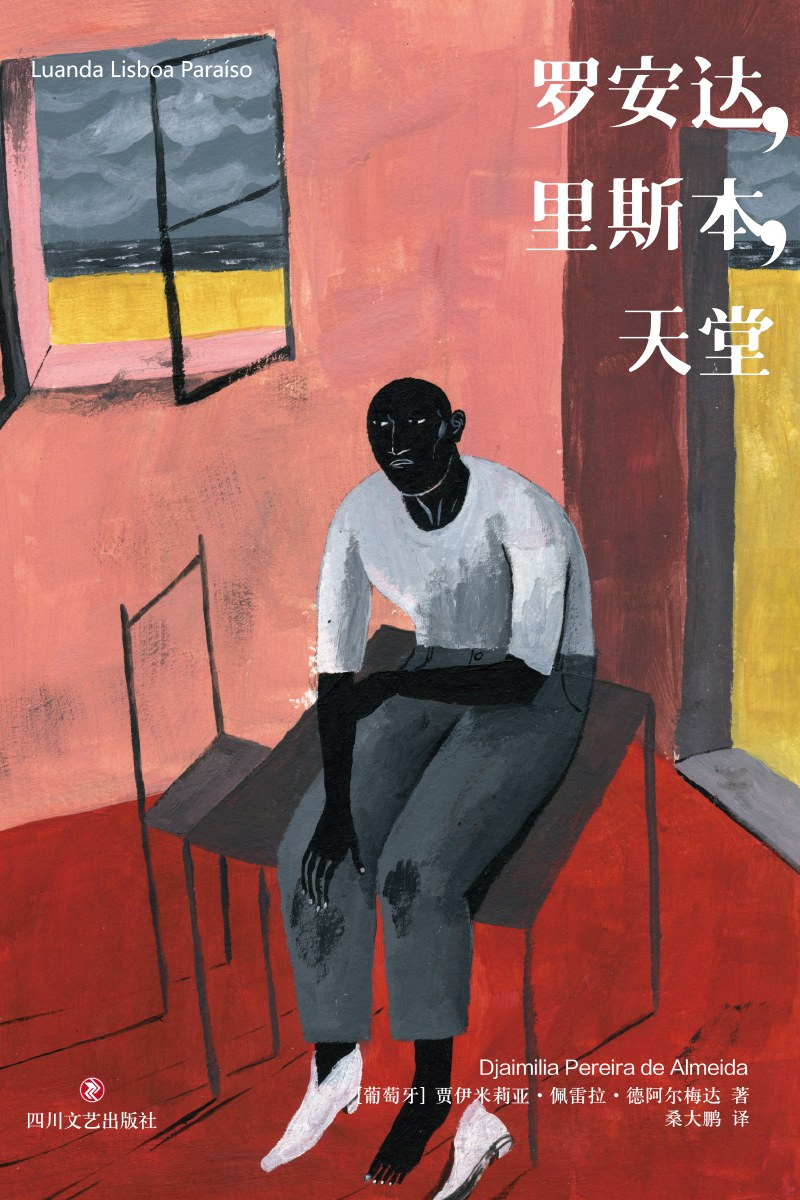 Luanda Lisboa Paraíso
罗安达,
里斯本,
天堂
Djaimilia Pereira de Almeida
[葡萄牙] 贾伊米莉亚·佩雷拉·德阿尔梅达 著
桑大鹏 译
四川文艺出版社